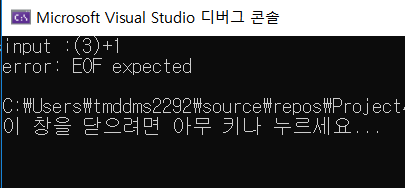 Microsoft Visual Studio 디버그 콘솔
input :(3)+1
error: EOF expected
C:₩Users₩tmddms2292₩source₩repos₩Project
이 창을 닫으려면 아무 키나 누르세요...